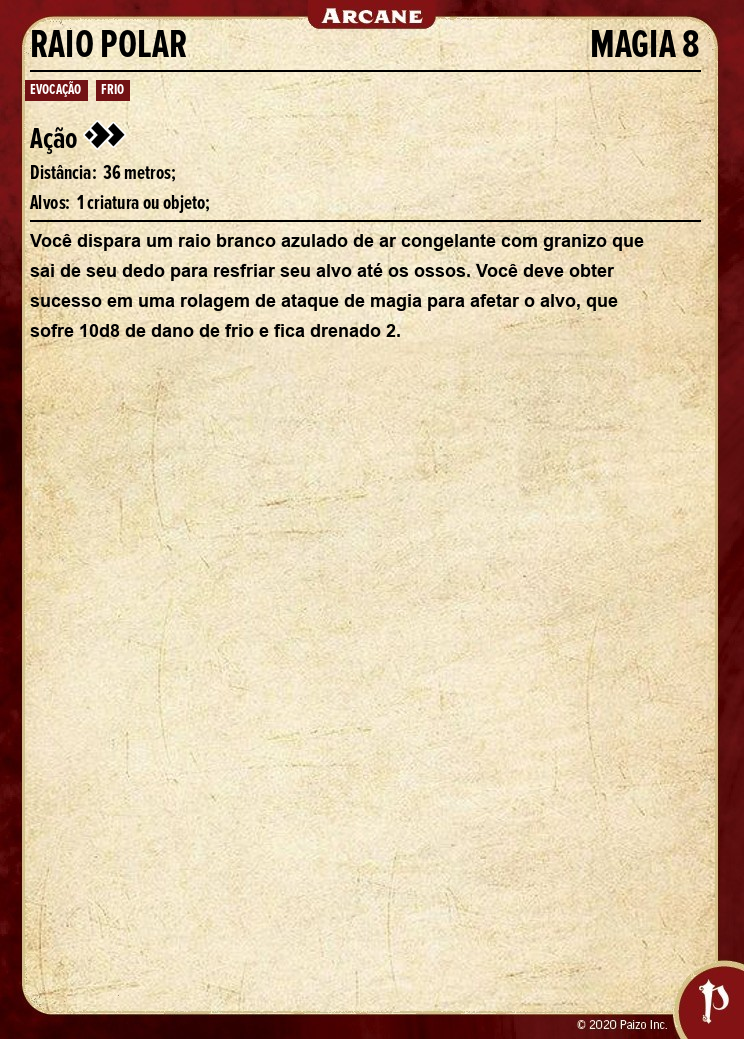 ARCANE
RAIO POLAR MAGIA 8
EVOCAÇÃO FRIO
Ação
Distância: 36 metros;
Alvos: 1 criatura ou objeto;
Você dispara um raio branco azulado de ar congelante com granizo que
sai de seu dedo para resfriar seu alvo até os ossos. Você deve obter
sucesso em uma rolagem de ataque de magia para afetar o alvo, que
sofre 10d8 de dano de frio e fica drenado 2.
© 2020 Paizo Inc.
P